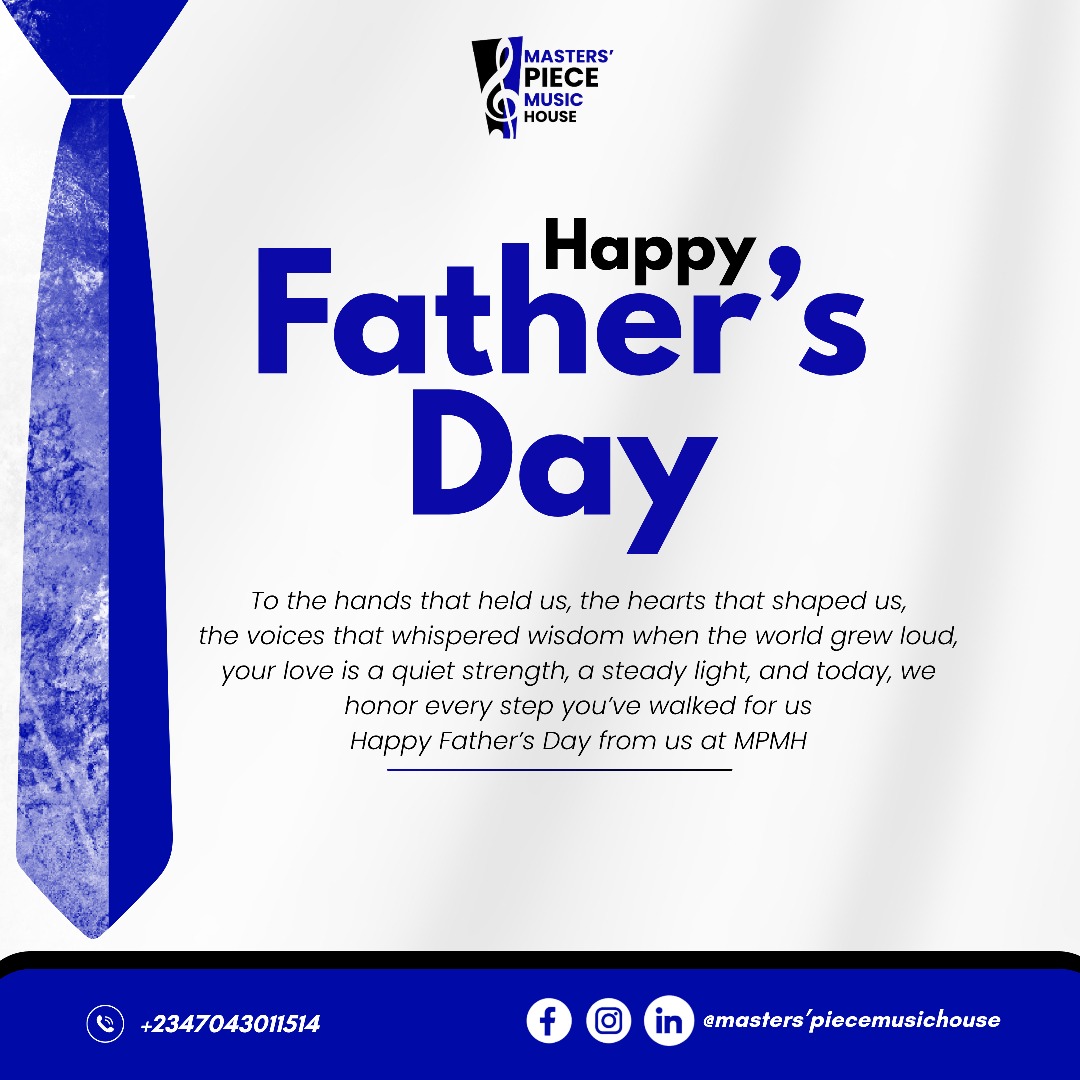 MASTERS’
PIECE
MUSIC
HOUSE
Happy
Father’s
Day
To the hands that held us, the hearts that shaped us,
the voices that whispered wisdom when the world grew loud,
your love is a quiet strength, a steady light, and today, we
honor every step you’ve walked for us
Happy Father’s Day from us at MPMH
+2347043011514
@masters’piecemusichouse